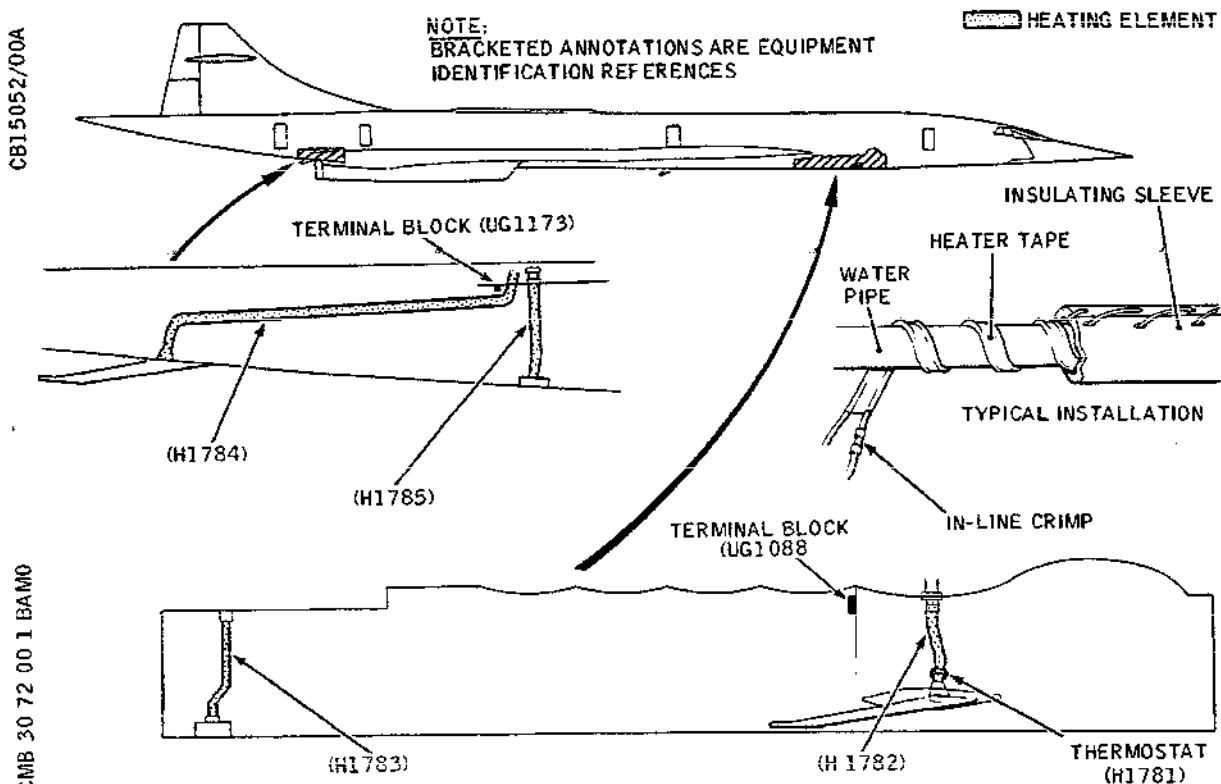 CB15052/00A
NOTE:
BRACKETED ANNOTATIONS ARE EQUIPMENT
IDENTIFICATION REFERENCES
HEATING ELEMENT
TERMINAL BLOCK (UG1173)
INSULATING SLEEVE
HEATER TAPE
WATER
PIPE
TYPICAL INSTALLATION
(H1784)
(H1785)
IN-LINE CRIMP
TERMINAL BLOCK
(UG1088
(H1783)
(H 1782)
THERMOSTAT
(H1781)
CMB 30 72 00 1 BAM0